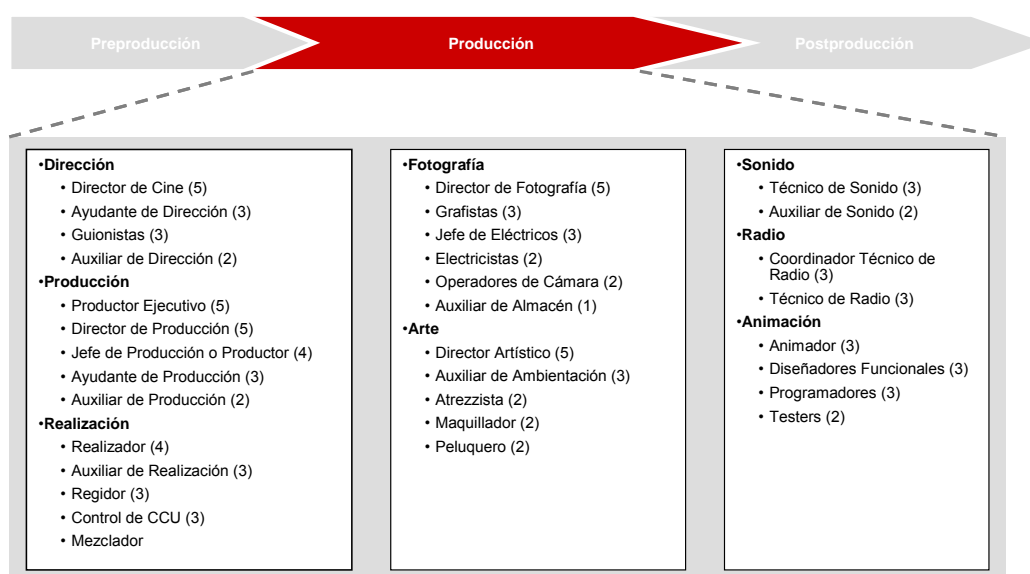 Preproducción
Producción
Postproducción
•Dirección
• Director de Cine (5)
• Ayudante de Dirección (3)
• Guionistas (3)
• Auxiliar de Dirección (2)
•Producción
• Productor Ejecutivo (5)
• Director de Producción (5)
• Jefe de Producción o Productor (4)
• Ayudante de Producción (3)
• Auxiliar de Producción (2)
•Realización
• Realizador (4)
• Auxiliar de Realización (3)
• Regidor (3)
• Control de CCU (3)
• Mezclador
•Fotografía
• Director de Fotografía (5)
• Grafistas (3)
• Jefe de Eléctricos (3)
• Electricistas (2)
• Operadores de Cámara (2)
• Auxiliar de Almacén (1)
•Arte
• Director Artístico (5)
• Auxiliar de Ambientación (3)
• Atrezzista (2)
• Maquillador (2)
• Peluquero (2)
•Sonido
• Técnico de Sonido (3)
• Auxiliar de Sonido (2)
•Radio
• Coordinador Técnico de
Radio (3)
• Técnico de Radio (3)
•Animación
• Animador (3)
• Diseñadores Funcionales (3)
• Programadores (3)
• Testers (2)